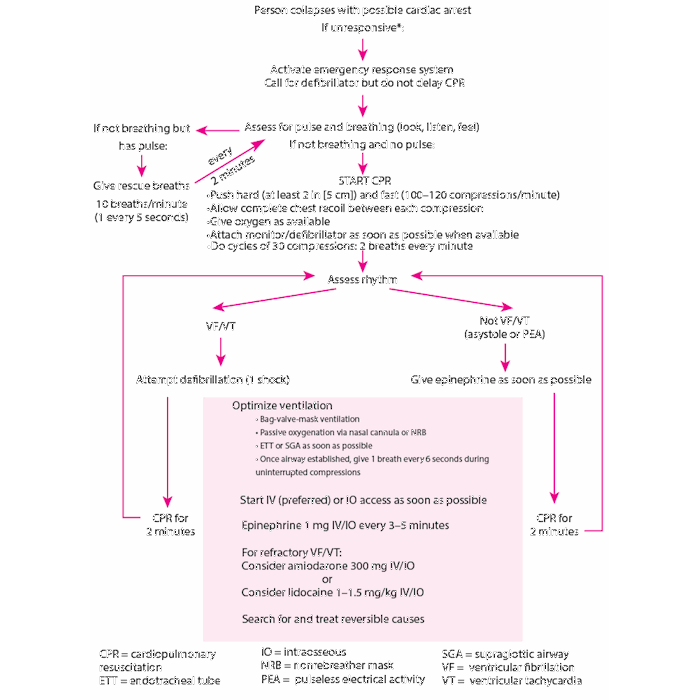 Person collapses with possible cardiac arrest
If unresponsive*:
Activate emergency response system
Call for defibrillator but do not delay CPR
Assess for pulse and breathing (look, listen, feel)
If not breathing and no pulse:
If not breathing but
has pulse:
every
2 minutes
Give rescue breaths
10 breaths/minute
(1 every 5 seconds)
START CPR
·Push hard (at least 2 in [5 cm]) and fast (100–120 compressions/minute)
·Allow complete chest recoil between each compression
·Give oxygen as available
·Attach monitor/defibrillator as soon as possible when available
·Do cycles of 30 compressions: 2 breaths every minute
Assess rhythm
VF/VT
Not VF/VT
(asystole or PEA)
Attempt defibrillation (1 shock)
Give epinephrine as soon as possible
Optimize ventilation
· Bag-valve-mask ventilation
· Passive oxygenation via nasal cannula or NRB
· ETT or SGA as soon as possible
· Once airway established, give 1 breath every 6 seconds during
uninterrupted compressions
Start IV (preferred) or IO access as soon as possible
Epinephrine 1 mg IV/IO every 3–5 minutes
For refractory VF/VT:
Consider amiodarone 300 mg IV/IO
or
Consider lidocaine 1–1.5 mg/kg IV/IO
Search for and treat reversible causes
CPR for
2 minutes
CPR for
2 minutes
CPR = cardiopulmonary
resuscitation
ETT = endotracheal tube
IO = intraosseous
NRB = nonrebreather mask
PEA = pulseless electrical activity
SGA = supraglottic airway
VF = ventricular fibrillation
VT = ventricular tachycardia